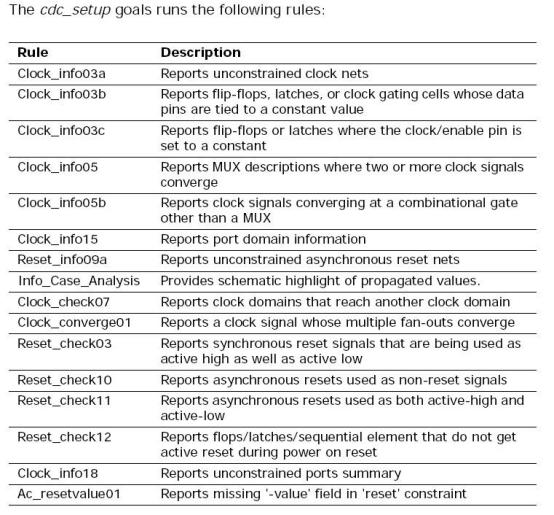 The cdc_setup goals runs the following rules:
Rule Description
Clock_info03a Reports unconstrained clock nets
Clock_info03b Reports flip-flops, latches, or clock gating cells whose data
pins are tied to a constant value
Clock_info03c Reports flip-flops or latches where the clock/enable pin is
set to a constant
Clock_info05 Reports MUX descriptions where two or more clock signals
converge
Clock_info05b Reports clock signals converging at a combinational gate
other than a MUX
Clock_info15 Reports port domain information
Reset_info09a Reports unconstrained asynchronous reset nets
Info_Case_Analysis Provides schematic highlight of propagated values.
Clock_check07 Reports clock domains that reach another clock domain
Clock_converge01 Reports a clock signal whose multiple fan-outs converge
Reset_check03 Reports synchronous reset signals that are being used as
active high as well as active low
Reset_check10 Reports asynchronous resets used as non-reset signals
Reset_check11 Reports asynchronous resets used as both active-high and
active-low
Reset_check12 Reports flops/latches/sequential element that do not get
active reset during power on reset
Clock_info18 Reports unconstrained ports summary
Ac_resetvalue01 Reports missing '-value' field in 'reset' constraint